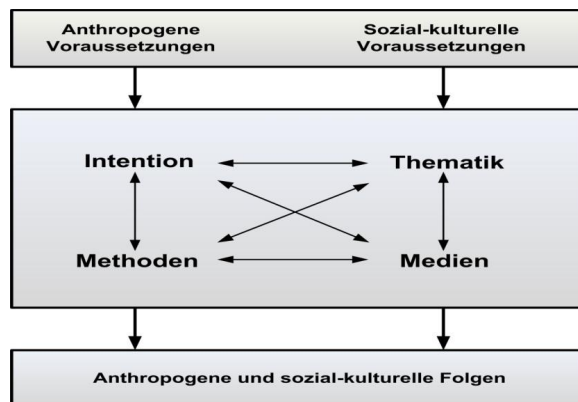 Anthropogene
Voraussetzungen
Sozial-kulturelle
Voraussetzungen
Intention
Thematik
Methoden
Medien
Anthropogene und sozial-kulturelle Folgen